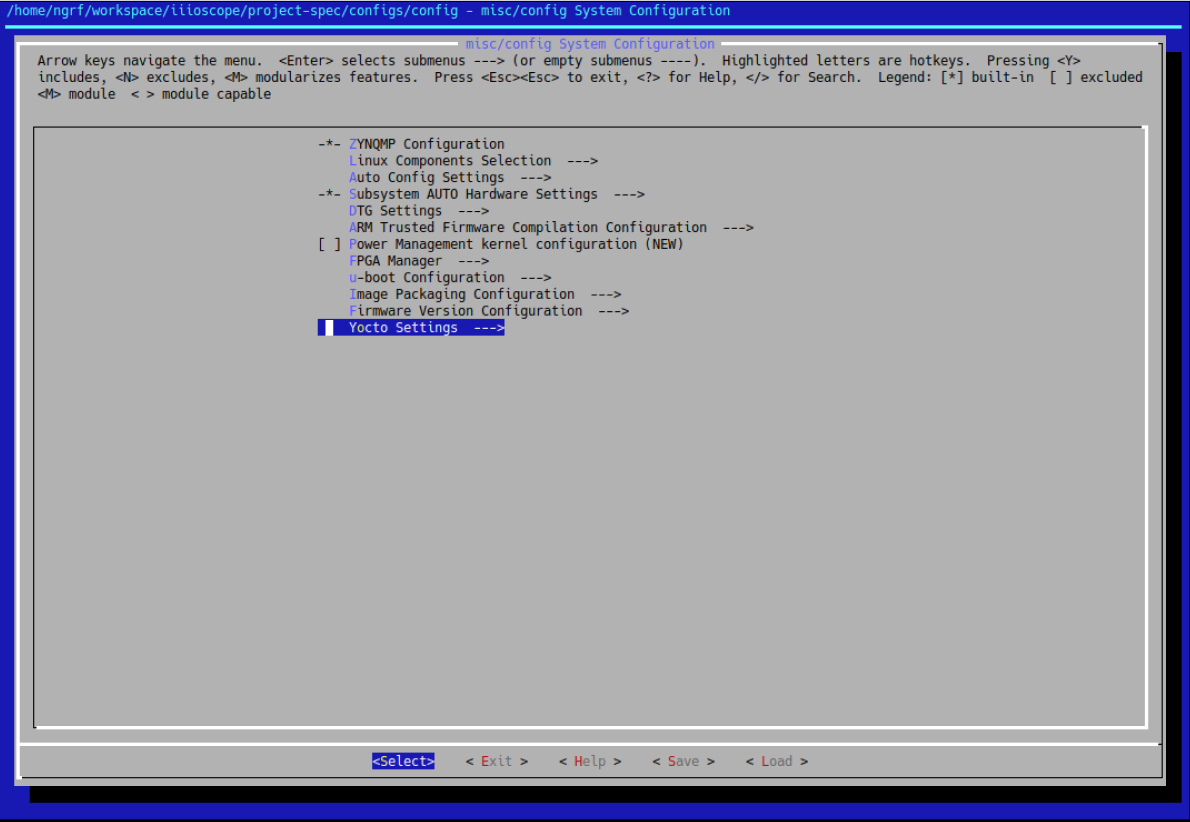 /home/ngrf/workspace/iiioscope/project-spec/configs/config - misc/config System Configuration
misc/config System Configuration
Arrow keys navigate the menu.  <Enter> selects submenus ---> (or empty submenus ----).  Highlighted letters are hotkeys.  Pressing <Y>
includes, <N> excludes, <M> modularizes features.  Press <Esc><Esc> to exit, <?> for Help, </> for Search.  Legend: [*] built-in  [ ] excluded
<M> module  < > module capable
-*- ZYNQMP Configuration
Linux Components Selection  --->
Auto Config Settings  --->
-*- Subsystem AUTO Hardware Settings  --->
DTG Settings  --->
ARM Trusted Firmware Compilation Configuration  --->
[ ] Power Management kernel configuration (NEW)
FPGA Manager  --->
u-boot Configuration  --->
Image Packaging Configuration  --->
Firmware Version Configuration  --->
Yocto Settings  --->
<Select>    < Exit >    < Help >    < Save >    < Load >